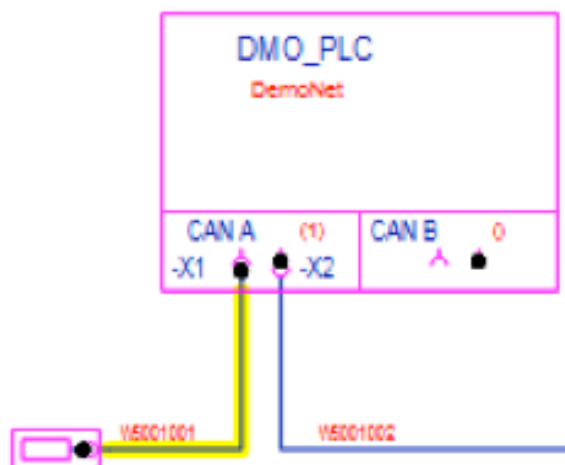 DMO_PLC
DemoNet
CAN A (1) CAN B 0
-X1 -X2
W5001001 W5001002